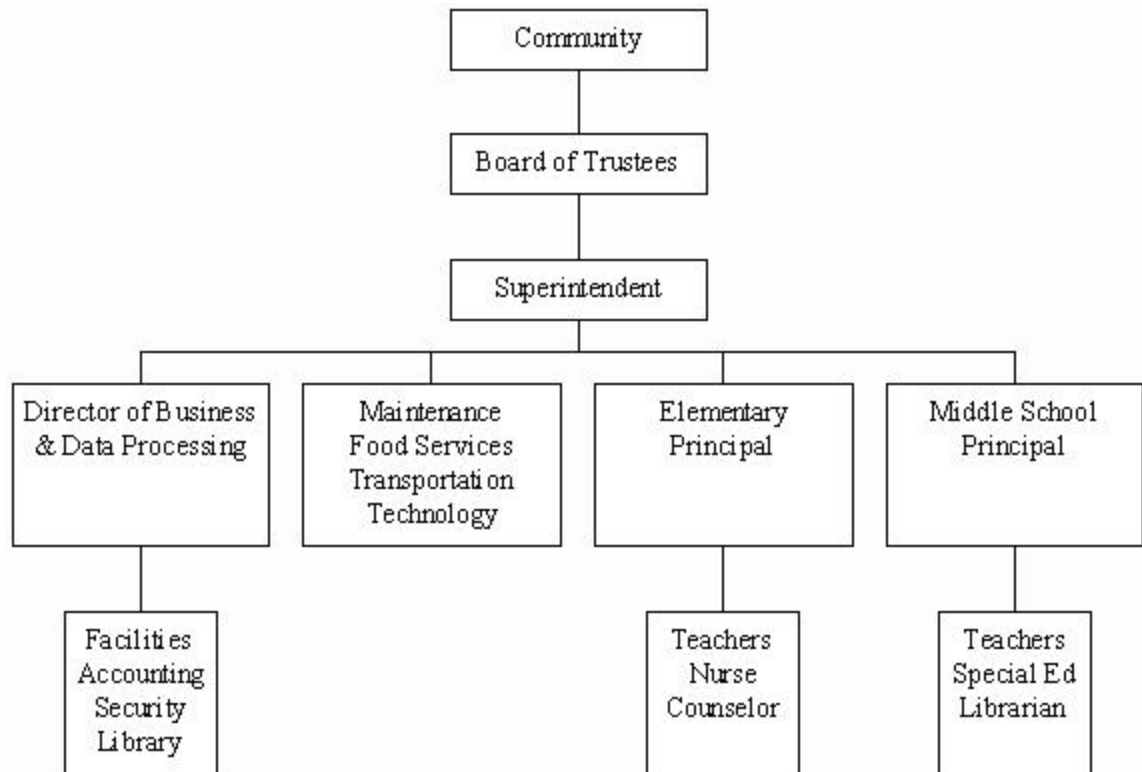 Community
Board of Trustees
Superintendent
Director of Business
& Data Processing
Maintenance
Food Services
Transportation
Technology
Elementary
Principal
Middle School
Principal
Facilities
Accounting
Security
Library
Teachers
Nurse
Counselor
Teachers
Special Ed
Librarian